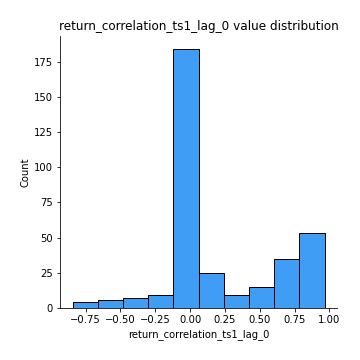 return_correlation_ts1_lag_0 value distribution
175
150
125
100
75
50
25
0
Count
−0.75 −0.50 −0.25 0.00 0.25 0.50 0.75 1.00
return_correlation_ts1_lag_0